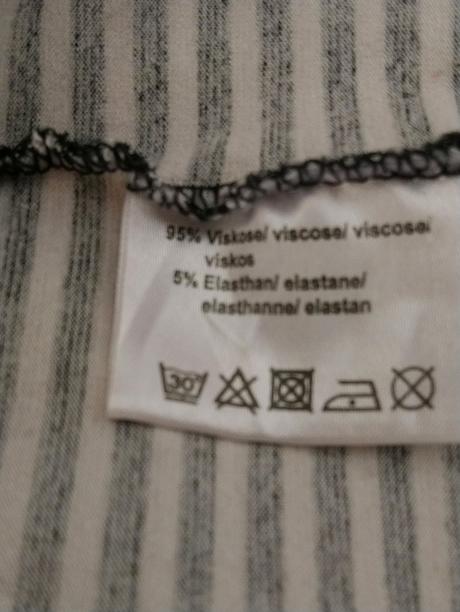 95% Viskose/ viscose/ viscose/
viskos
5% Elasthan/ elastane/
elasthanne/ elastan
30°